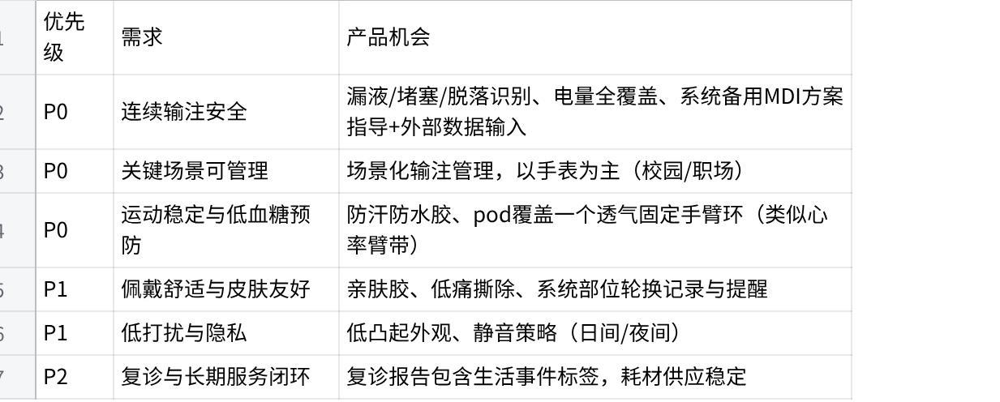 1
优先
级
需求
产品机会
2
P0
连续输注安全
漏液/堵塞/脱落识别、电量全覆盖、系统备用MDI方案
指导+外部数据输入
3
P0
关键场景可管理
场景化输注管理，以手表为主（校园/职场）
4
P0
运动稳定与低血糖预
防
防汗防水胶、pod覆盖一个透气固定手臂环（类似心
率臂带）
5
P1
佩戴舒适与皮肤友好
亲肤胶、低痛撕除、系统部位轮换记录与提醒
6
P1
低打扰与隐私
低凸起外观、静音策略（日间/夜间）
7
P2
复诊与长期服务闭环
复诊报告包含生活事件标签，耗材供应稳定